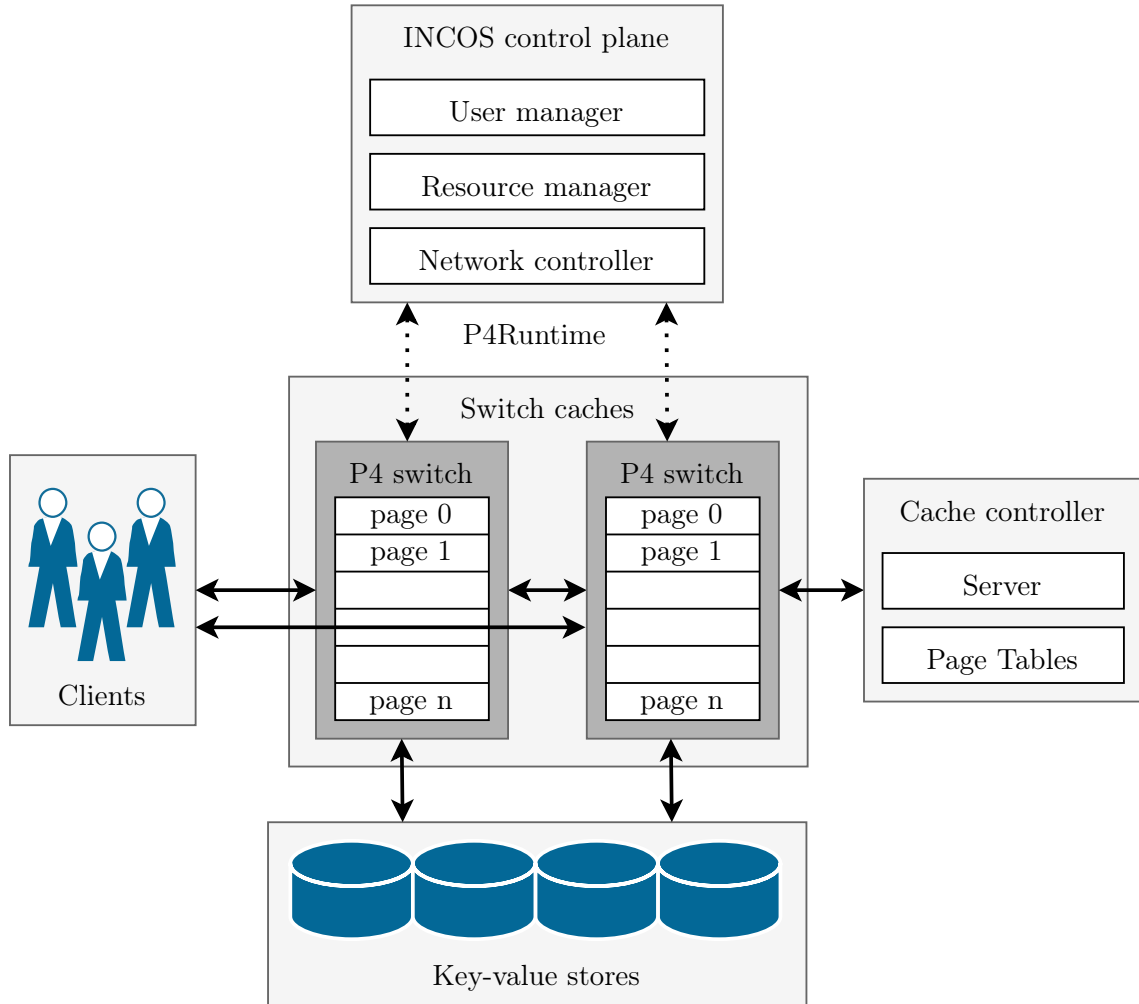 INCOS control plane
User manager
Resource manager
Network controller
P4Runtime
Switch caches
P4 switch
page 0
page 1
page n
P4 switch
page 0
page 1
page n
Clients
Cache controller
Server
Page Tables
Key-value stores